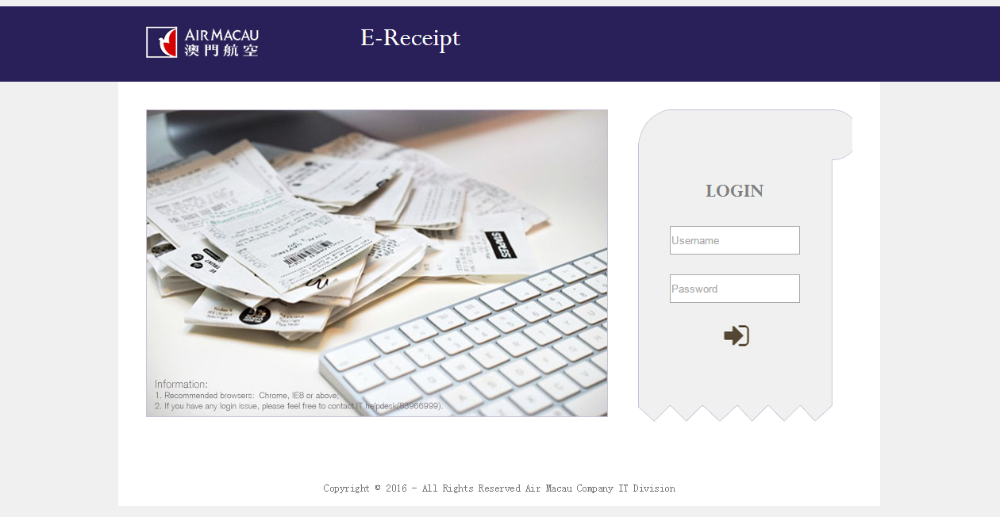 AIR MACAU
澳門航空
E-Receipt
STAPLES
LOGIN
Username
Password
Information:
1. Recommended browsers: Chrome, IE8 or above;
2. If you have any login issue, please feel free to contact IT helpdesk(83966999).
Copyright © 2016 - All Rights Reserved Air Macau Company IT Division